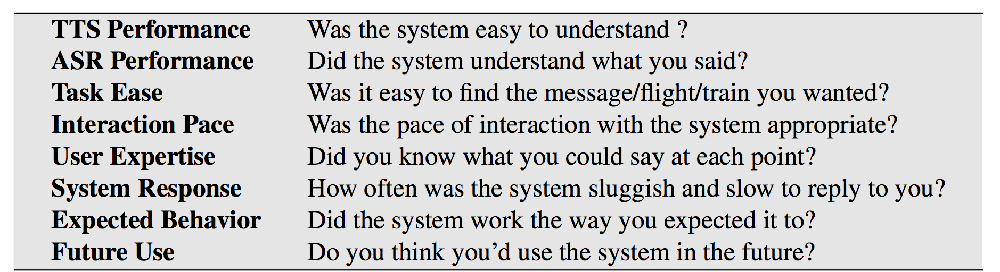 TTS Performance Was the system easy to understand ?
ASR Performance Did the system understand what you said?
Task Ease Was it easy to find the message/flight/train you wanted?
Interaction Pace Was the pace of interaction with the system appropriate?
User Expertise Did you know what you could say at each point?
System Response How often was the system sluggish and slow to reply to you?
Expected Behavior Did the system work the way you expected it to?
Future Use Do you think you’d use the system in the future?